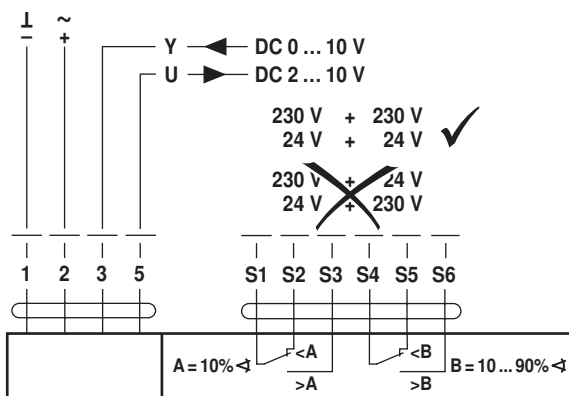 ⊥ ~
− +
Y DC 0 ... 10 V
U DC 2 ... 10 V
230 V + 230 V
24 V + 24 V
230 V + 24 V
24 V + 230 V
1 2 3 5 S1 S2 S3 S4 S5 S6
A = 10% ∢ <A <B B = 10 ... 90% ∢
>A >B